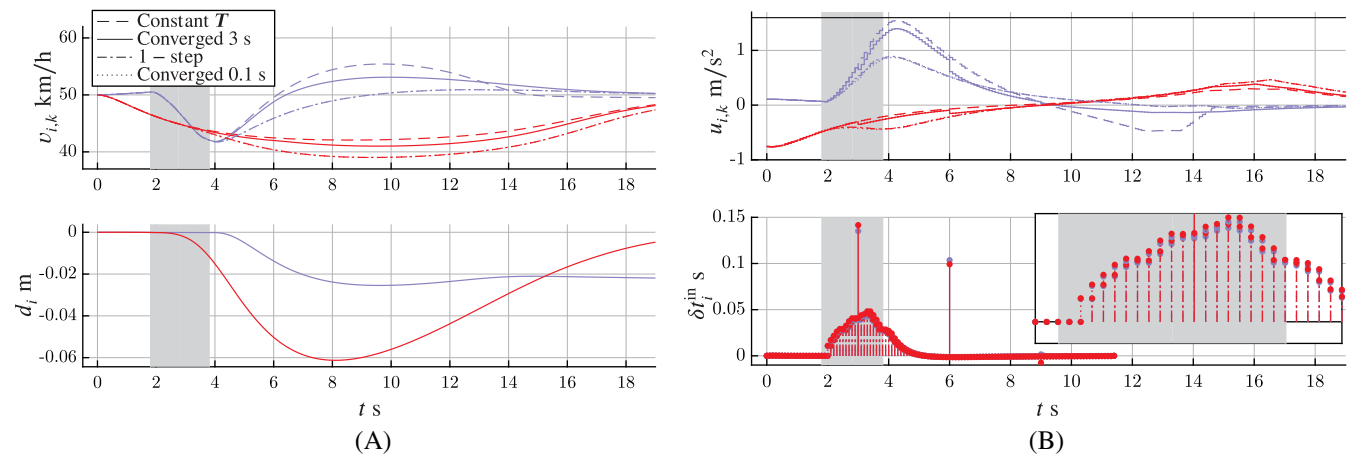 Constant T
Converged 3 s
1 − step
Converged 0.1 s
v_{i,k} km/h
60
50
40
0 2 4 6 8 10 12 14 16 18
d_i m
0
-0.02
-0.04
-0.06
0 2 4 6 8 10 12 14 16 18
t s
(A)
u_{i,k} m/s²
1
0
-1
0 2 4 6 8 10 12 14 16 18
δt_i^{in} s
0.15
0.1
0.05
0
0 2 4 6 8 10 12 14 16 18
t s
(B)